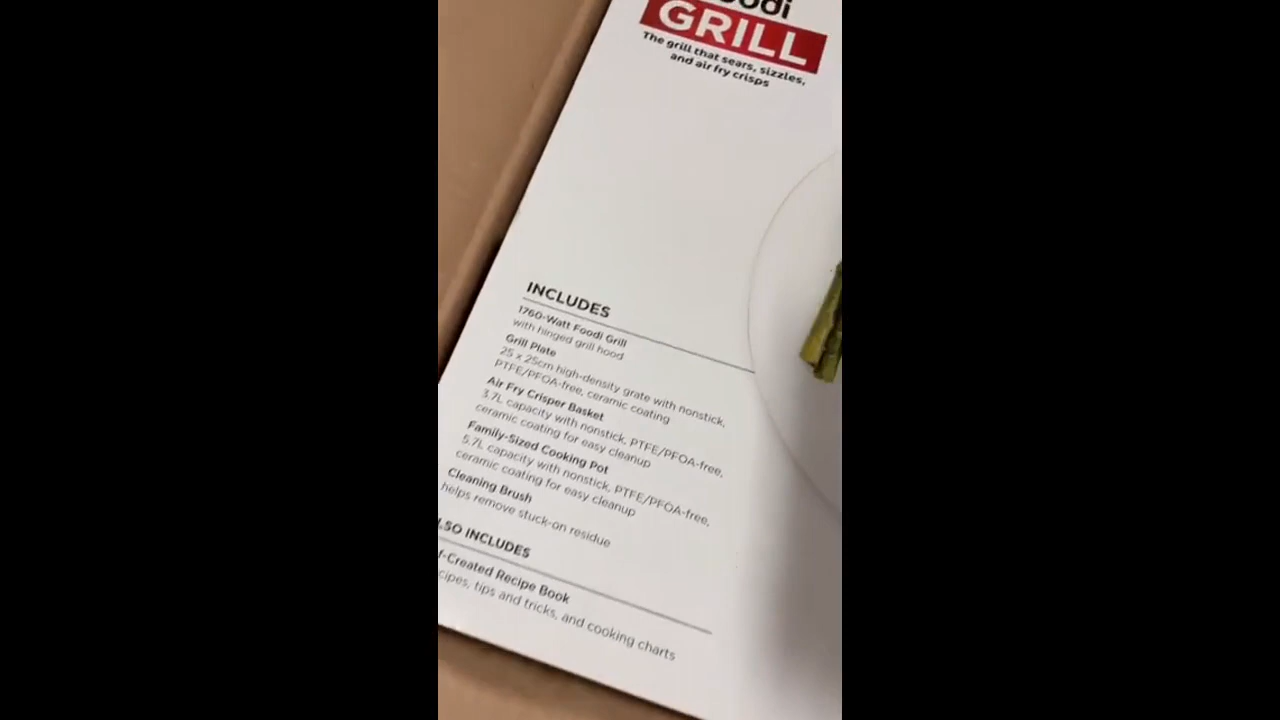 GRILL
The grill that sears, sizzles,
and air fry crisps
INCLUDES
1760-Watt Foodi Grill
with hinged grill hood
Grill Plate
25 x 25cm high-density grate with nonstick,
PTFE/PFOA-free, ceramic coating
Air Fry Crisper Basket
3.7L capacity with nonstick, PTFE/PFOA-free,
ceramic coating for easy cleanup
Family-Sized Cooking Pot
5.7L capacity with nonstick, PTFE/PFOA-free,
ceramic coating for easy cleanup
Cleaning Brush
helps remove stuck-on residue
LSO INCLUDES
f-Created Recipe Book
cipes, tips and tricks, and cooking charts